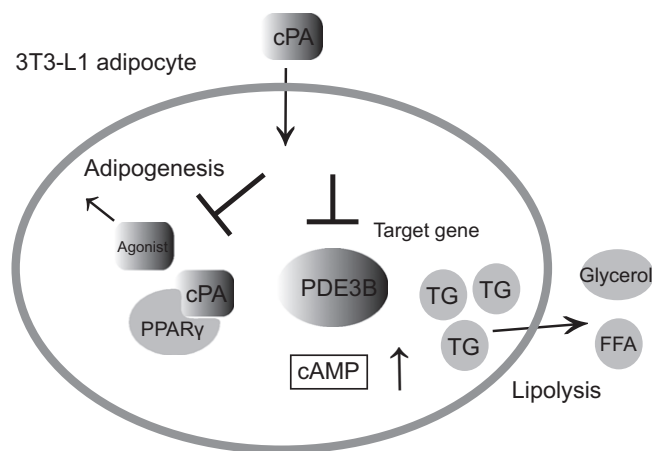 cPA
3T3-L1 adipocyte
Adipogenesis
Target gene
Agonist
cPA
PPARγ
PDE3B
TG
TG
TG
Glycerol
FFA
cAMP
Lipolysis